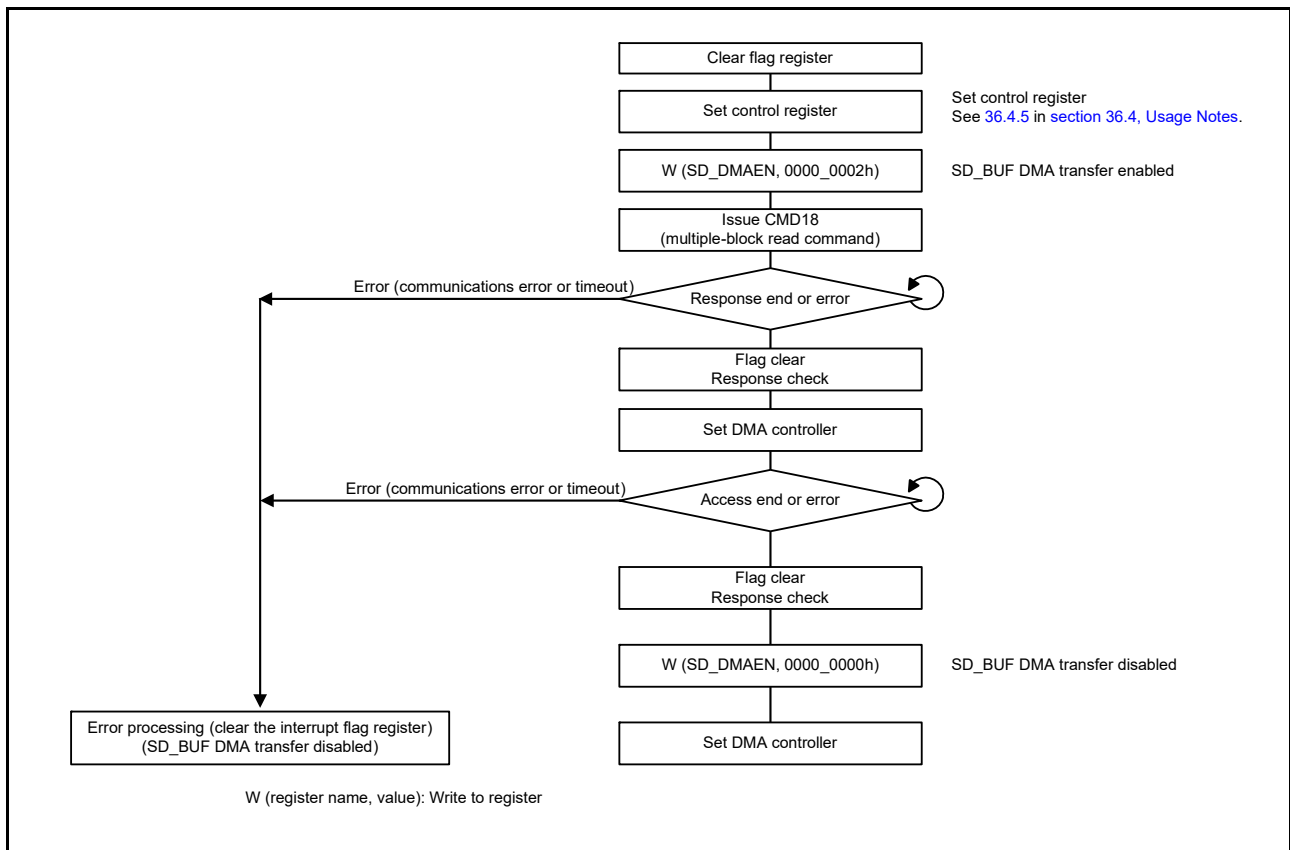 Clear flag register
Set control register
Set control register
See 36.4.5 in section 36.4, Usage Notes.
W (SD_DMAEN, 0000_0002h)
SD_BUF DMA transfer enabled
Issue CMD18
(multiple-block read command)
Error (communications error or timeout)
Response end or error
Flag clear
Response check
Set DMA controller
Error (communications error or timeout)
Access end or error
Flag clear
Response check
W (SD_DMAEN, 0000_0000h)
SD_BUF DMA transfer disabled
Error processing (clear the interrupt flag register)
(SD_BUF DMA transfer disabled)
Set DMA controller
W (register name, value): Write to register